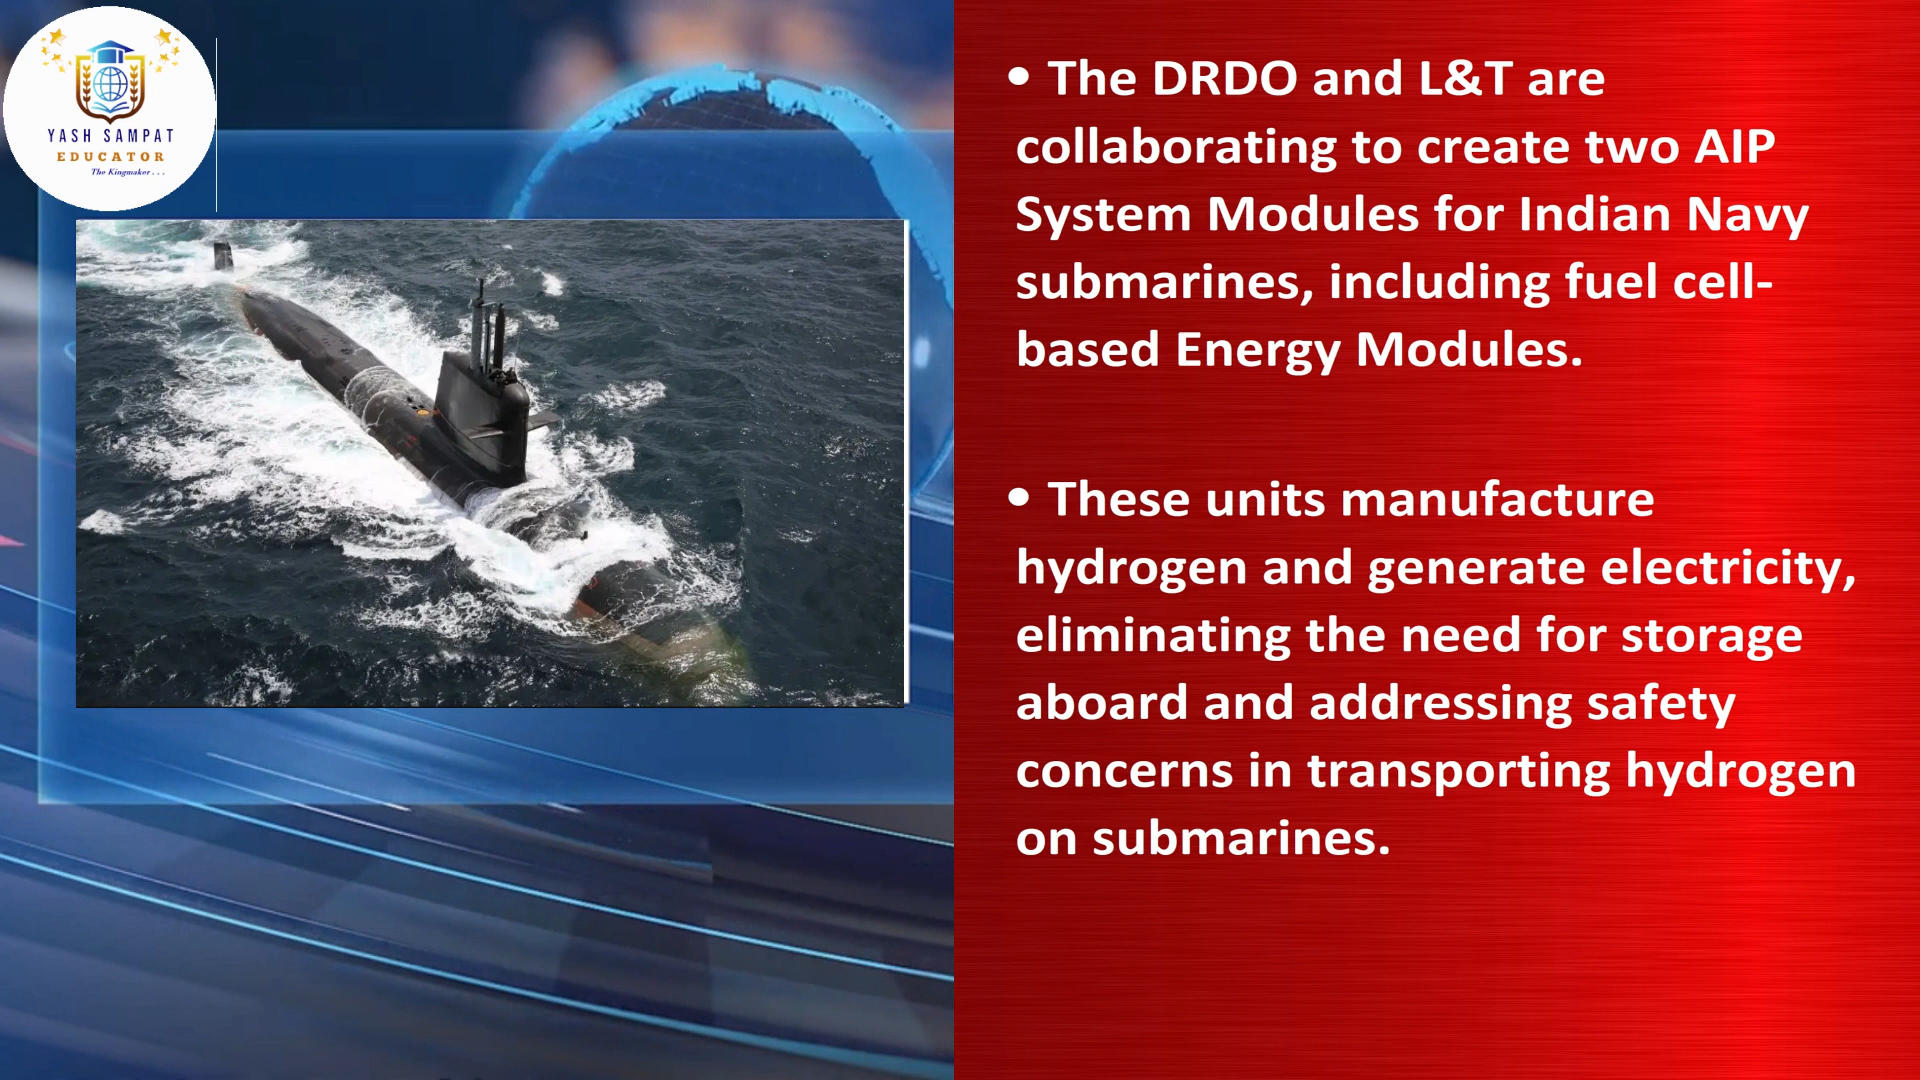 YASH SAMPAT
EDUCATOR
The Kingmaker . . .
• The DRDO and L&T are
collaborating to create two AIP
System Modules for Indian Navy
submarines, including fuel cell-
based Energy Modules.
• These units manufacture
hydrogen and generate electricity,
eliminating the need for storage
aboard and addressing safety
concerns in transporting hydrogen
on submarines.